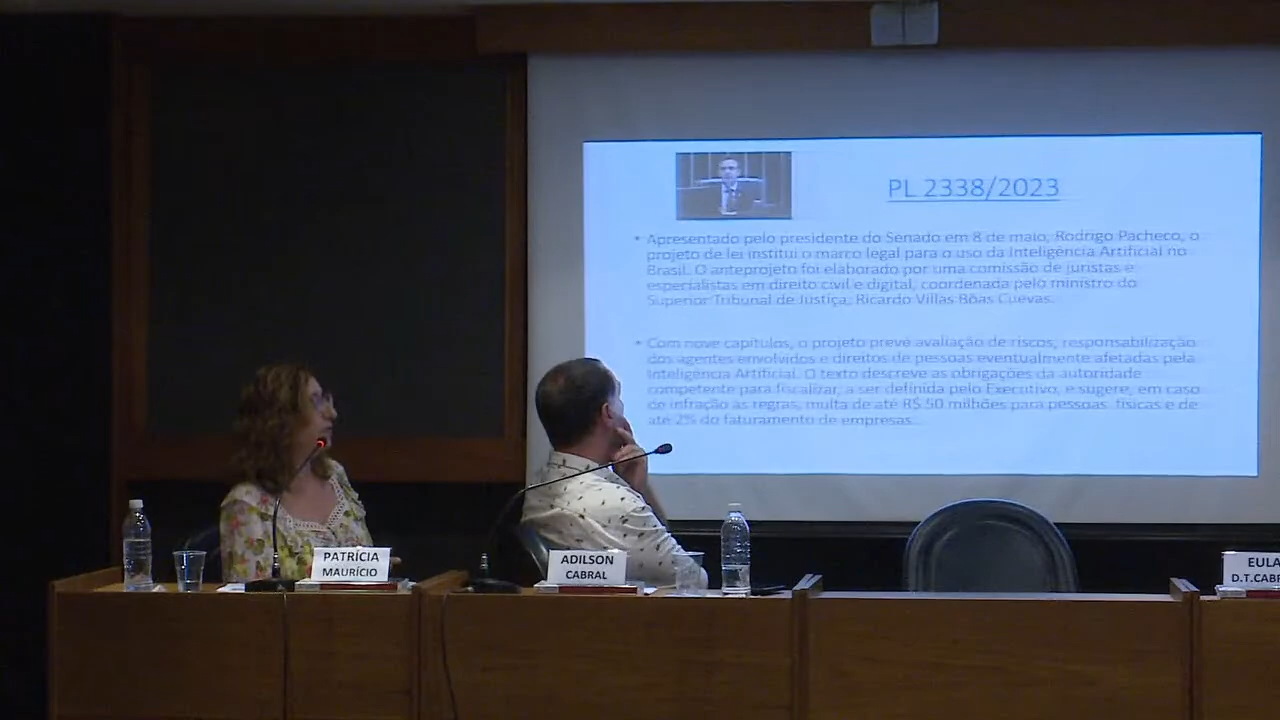 PL 2338/2023
• Apresentado pelo presidente do Senado em 8 de maio, Rodrigo Pacheco, o
projeto de lei institui o marco legal para o uso da Inteligência Artificial no
Brasil. O anteprojeto foi elaborado por uma comissão de juristas e
especialistas em direito civil e digital, coordenada pelo ministro do
Superior Tribunal de Justiça, Ricardo Villas Bôas Cuevas.
• Com nove capítulos, o projeto prevê avaliação de riscos, responsabilização
dos agentes envolvidos e direitos de pessoas eventualmente afetadas pela
Inteligência Artificial. O texto descreve as obrigações da autoridade
competente para fiscalizar, a ser definida pelo Executivo, e sugere, em caso
de infração às regras, multa de até R$ 50 milhões para pessoas físicas e de
até 2% do faturamento de empresas.
PATRÍCIA
MAURÍCIO
ADILSON
CABRAL
EULA
D.T.CABR